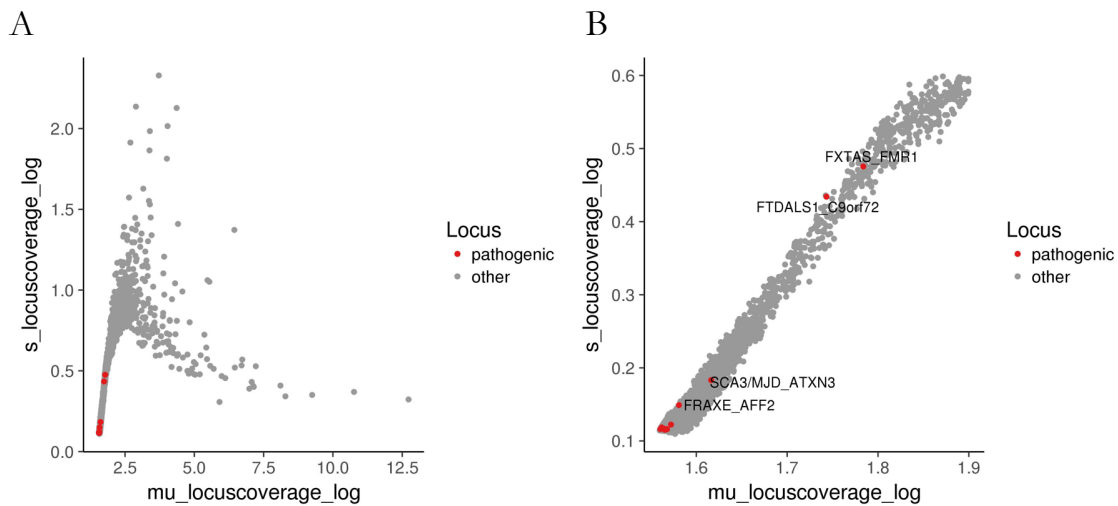 A
s_locuscoverage_log
2.0
1.5
1.0
0.5
0.0
2.5 5.0 7.5 10.0 12.5
mu_locuscoverage_log
Locus
pathogenic
other
B
s_locuscoverage_log
0.6
0.5
0.4
0.3
0.2
0.1
FXTAS_FMR1
FTDALS1_C9orf72
SCA3/MJD_ATXN3
FRAXE_AFF2
1.6 1.7 1.8 1.9
mu_locuscoverage_log
Locus
pathogenic
other